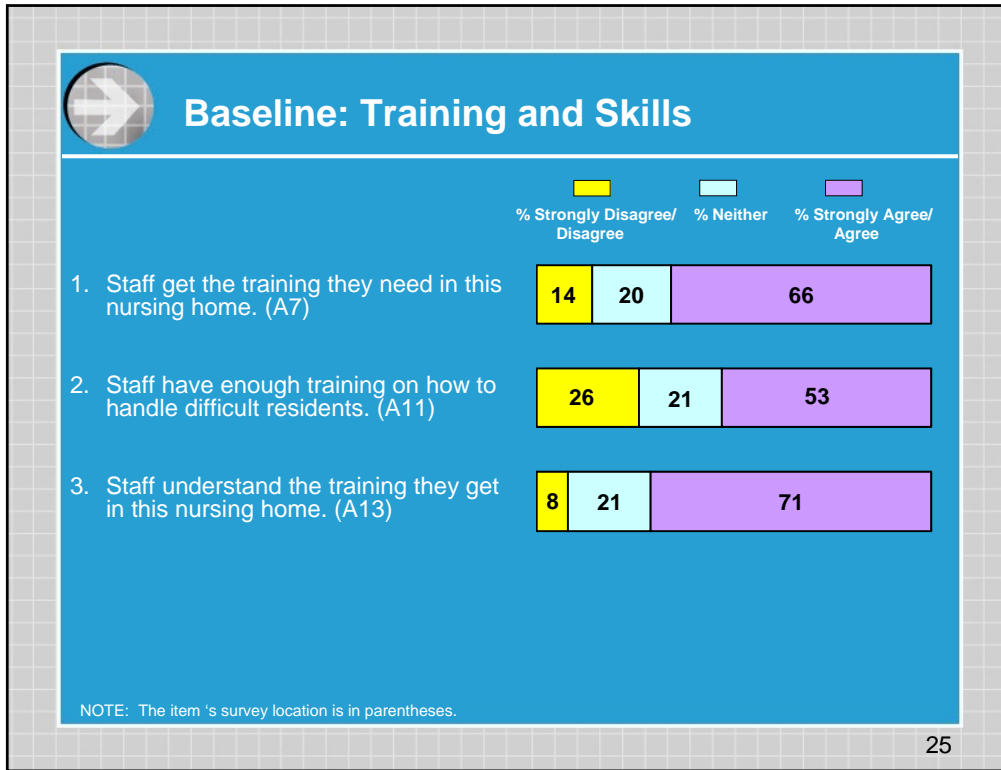 Baseline: Training and Skills
% Strongly Disagree/ Disagree
% Neither
% Strongly Agree/ Agree
1. Staff get the training they need in this
nursing home. (A7)
14 20 66
2. Staff have enough training on how to
handle difficult residents. (A11)
26 21 53
3. Staff understand the training they get
in this nursing home. (A13)
8 21 71
NOTE: The item ‘s survey location is in parentheses.
25